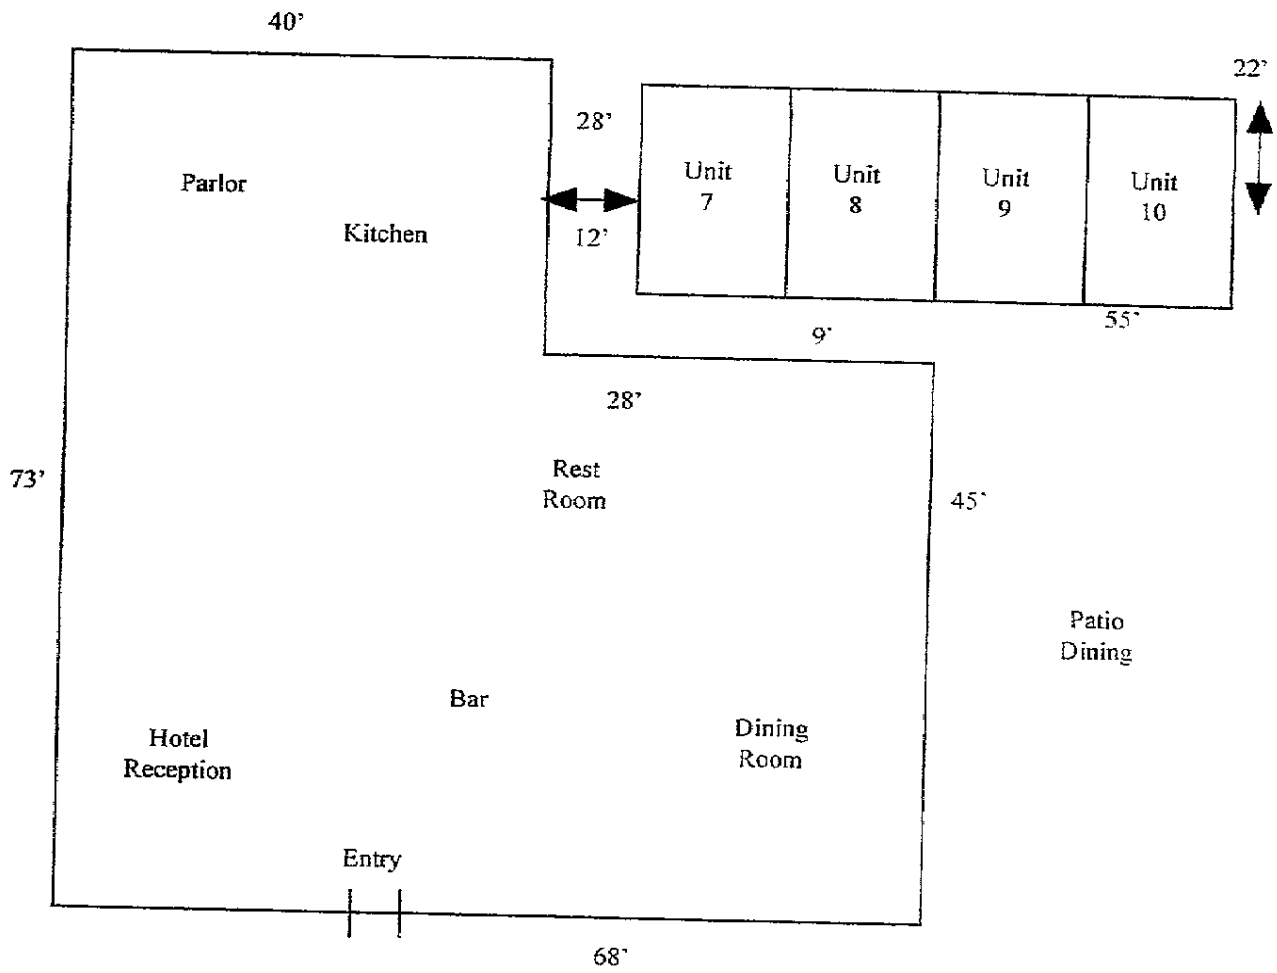 40'
22'
28'
Unit
7
Unit
8
Unit
9
Unit
10
Parlor
12'
Kitchen
55'
9'
28'
Rest
Room
73'
45'
Patio
Dining
Bar
Hotel
Reception
Dining
Room
Entry
68'